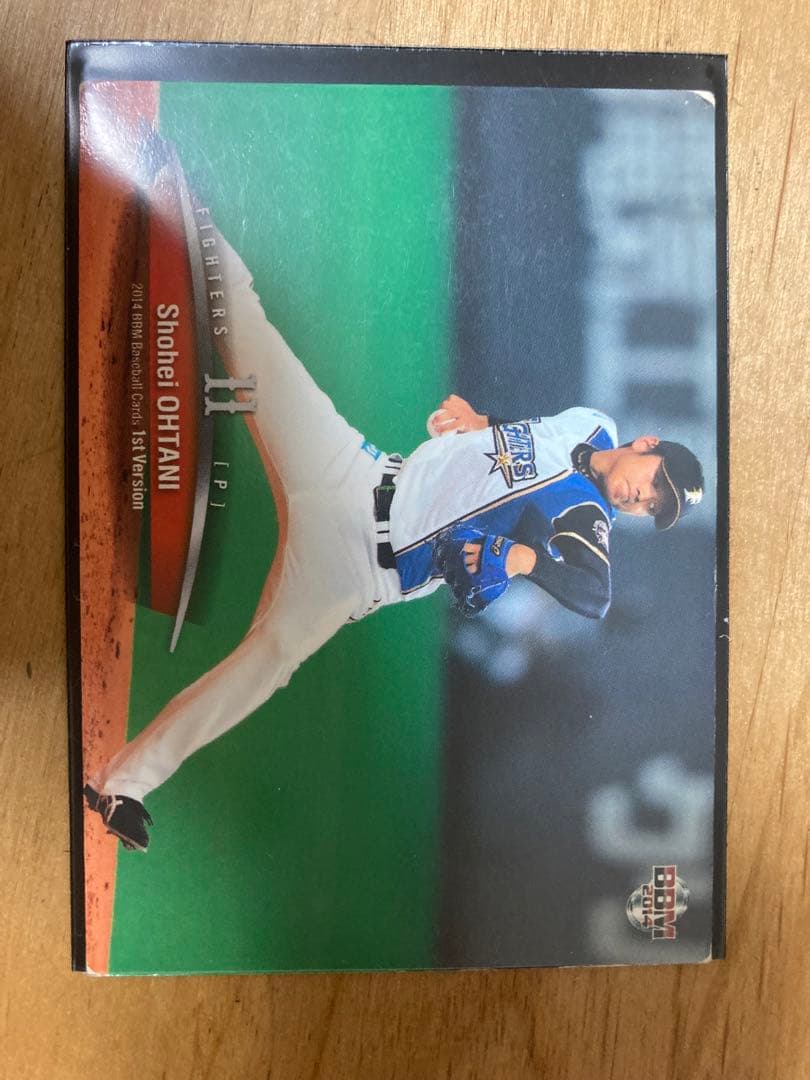 BBM
2014
FIGHTERS
FIGHTERS 11 [P]
Shohei OHTANI
2014 BBM Baseball Cards 1st Version